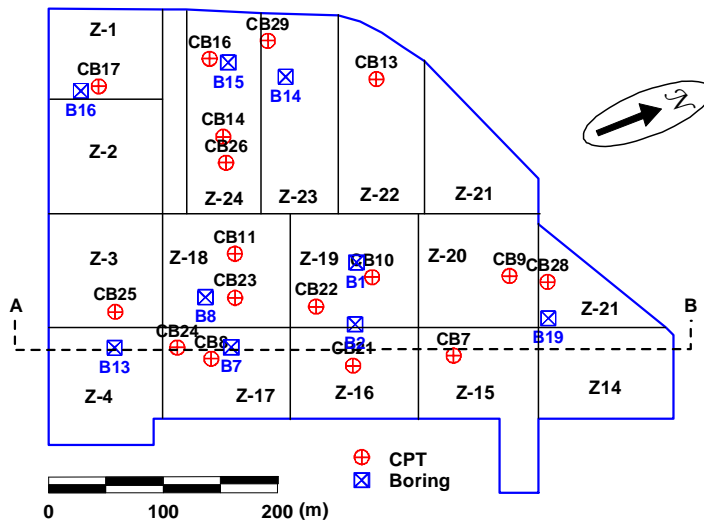 Z-1
CB16
CB29
CB13
CB17
B15
B14
B16
CB14
CB26
Z-2
Z-24
Z-23
Z-22
Z-21
N
Z-3
Z-18
CB11
Z-19
B1
CB10
Z-20
CB9
CB28
CB23
B8
CB22
CB25
Z-21
A
B
CB24
CB8
B7
B2
CB21
CB7
B19
B13
Z-4
Z-17
Z-16
Z-15
Z14
CPT
Boring
0 100 200 (m)